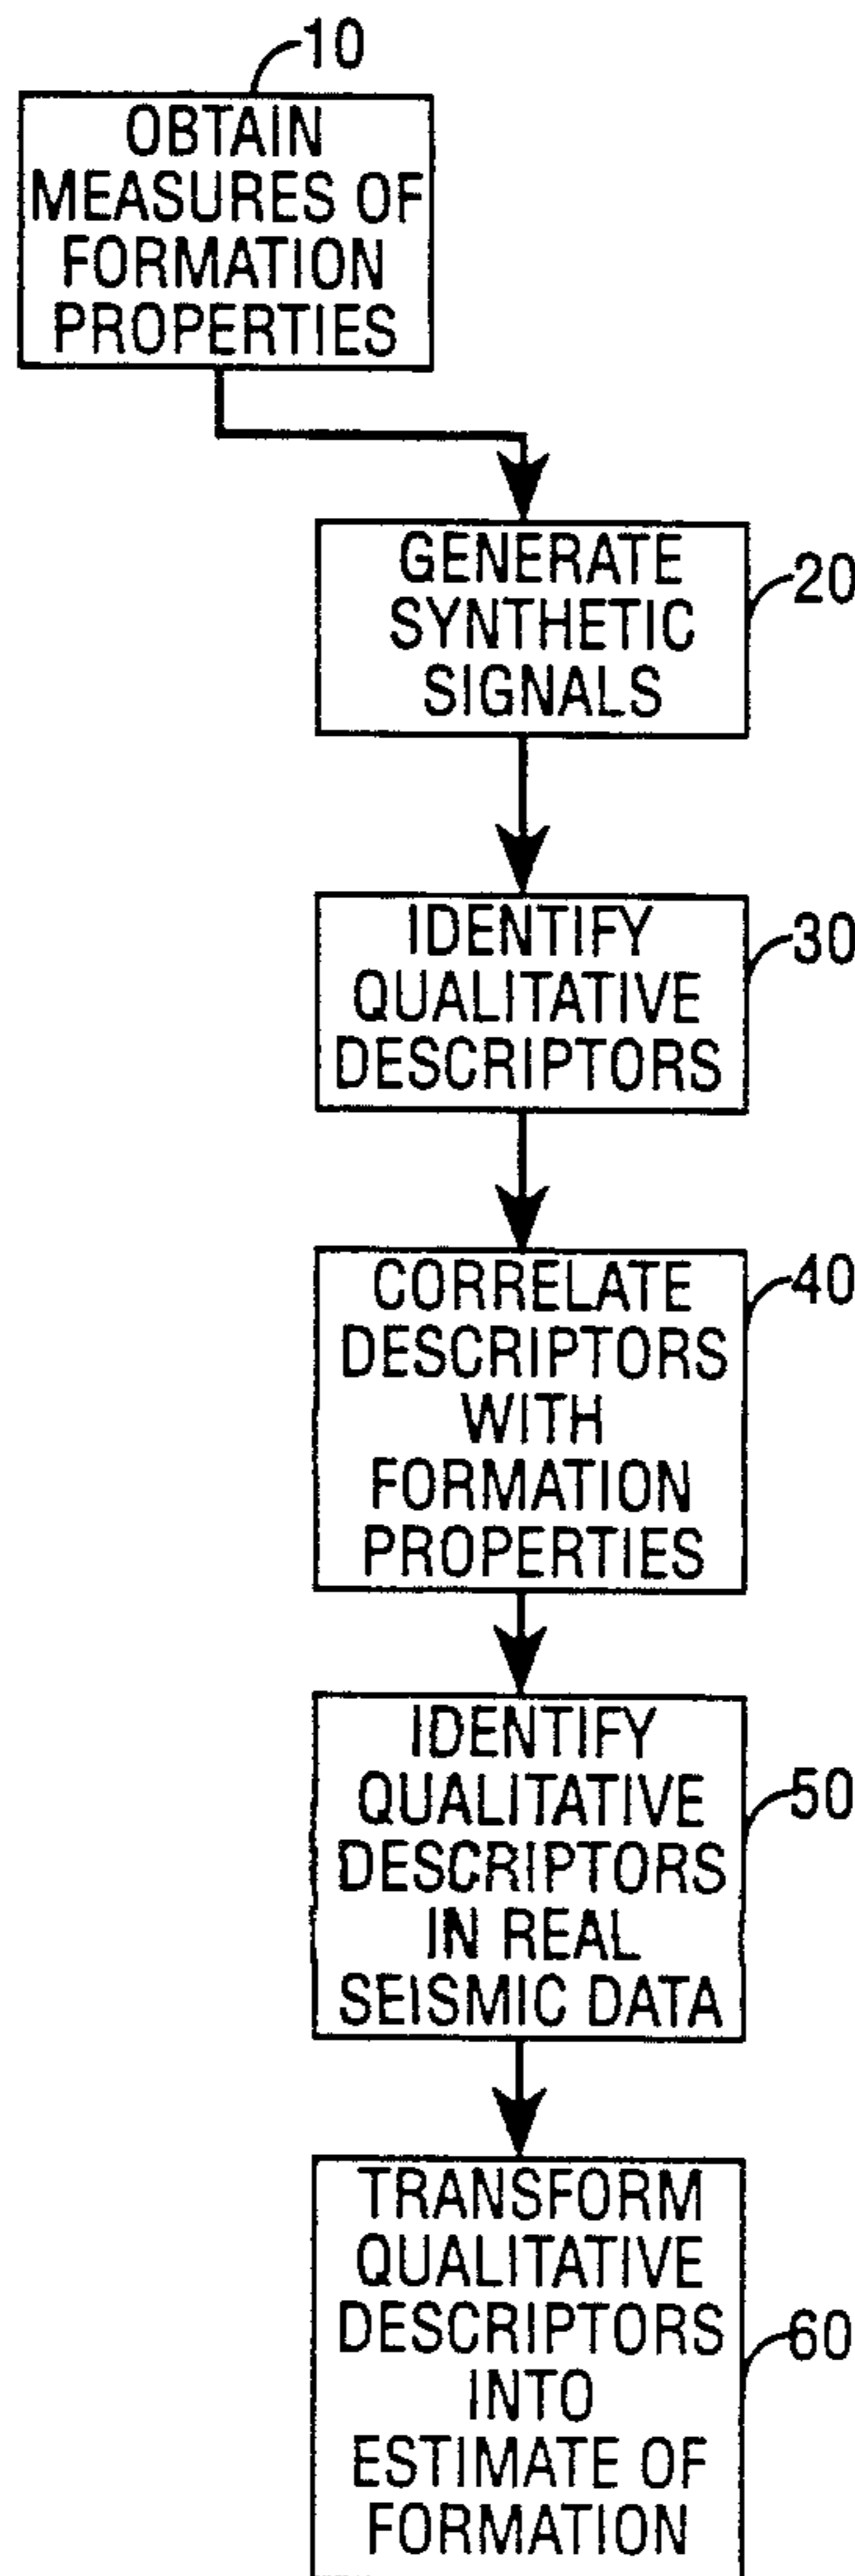 10
OBTAIN
MEASURES OF
FORMATION
PROPERTIES
GENERATE
SYNTHETIC
SIGNALS
20
IDENTIFY
QUALITATIVE
DESCRIPTORS
30
CORRELATE
DESCRIPTORS
WITH
FORMATION
PROPERTIES
40
IDENTIFY
QUALITATIVE
DESCRIPTORS
IN REAL
SEISMIC DATA
50
TRANSFORM
QUALITATIVE
DESCRIPTORS
INTO
ESTIMATE OF
FORMATION
60